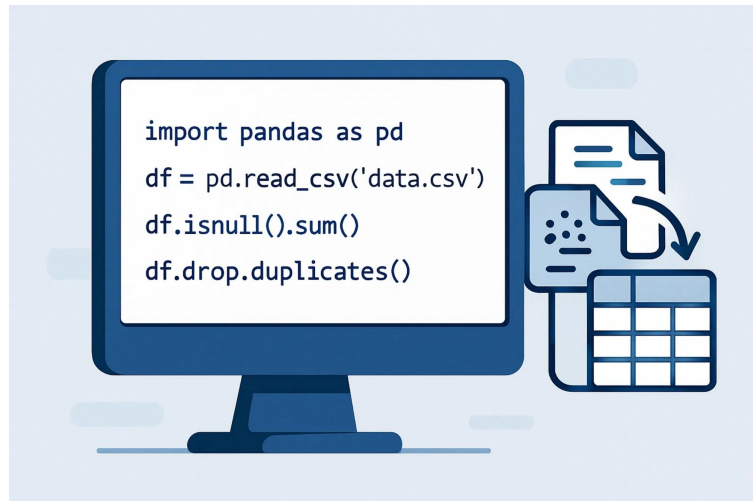 import pandas as pd
df = pd.read_csv('data.csv')
df.isnull().sum()
df.drop.duplicates()